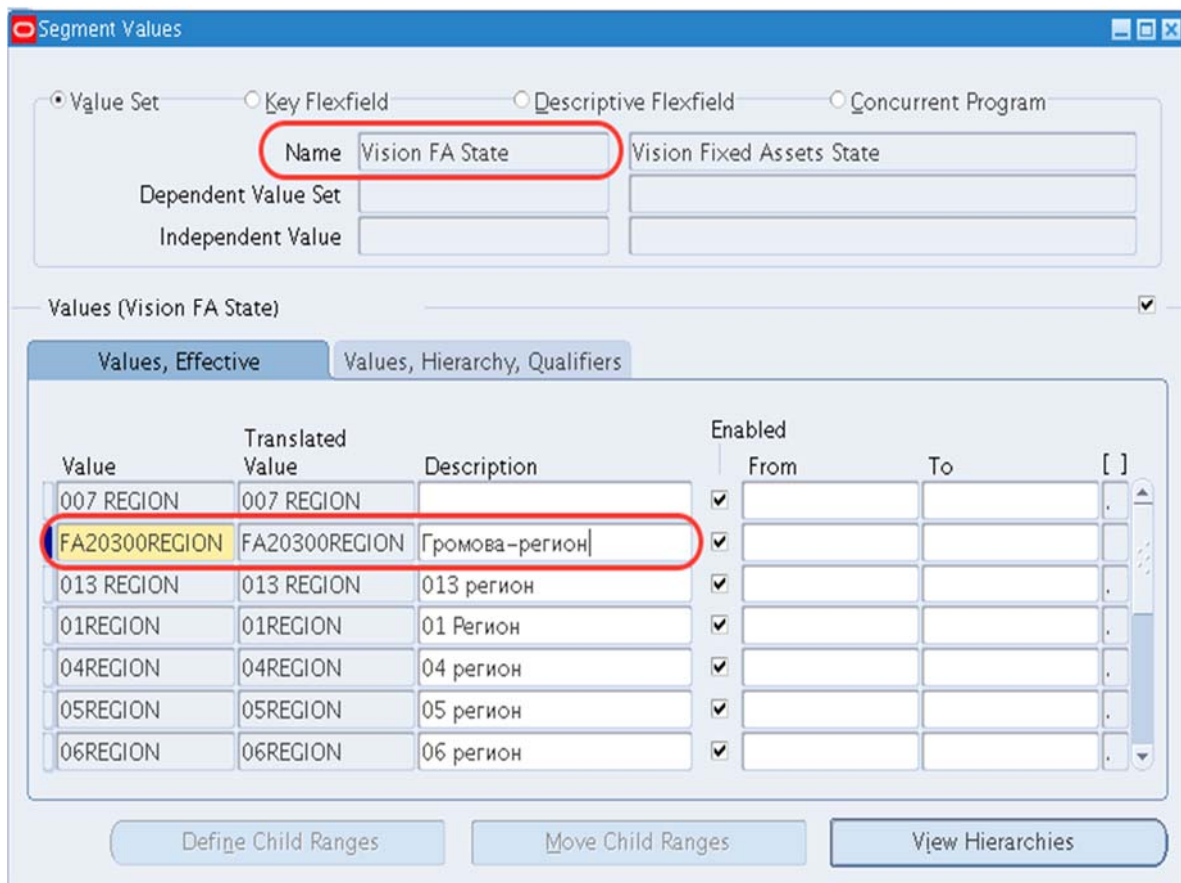 Segment Values
Value Set Key Flexfield Descriptive Flexfield Concurrent Program
Name Vision FA State Vision Fixed Assets State
Dependent Value Set
Independent Value
Values (Vision FA State)
Values, Effective Values, Hierarchy, Qualifiers
Enabled
Translated
Value Value Description From To [ ]
007 REGION 007 REGION
FA20300REGION FA20300REGION Громова-регион
013 REGION 013 REGION 013 регион
01REGION 01REGION 01 Регион
04REGION 04REGION 04 регион
05REGION 05REGION 05 регион
06REGION 06REGION 06 регион
Define Child Ranges Move Child Ranges View Hierarchies